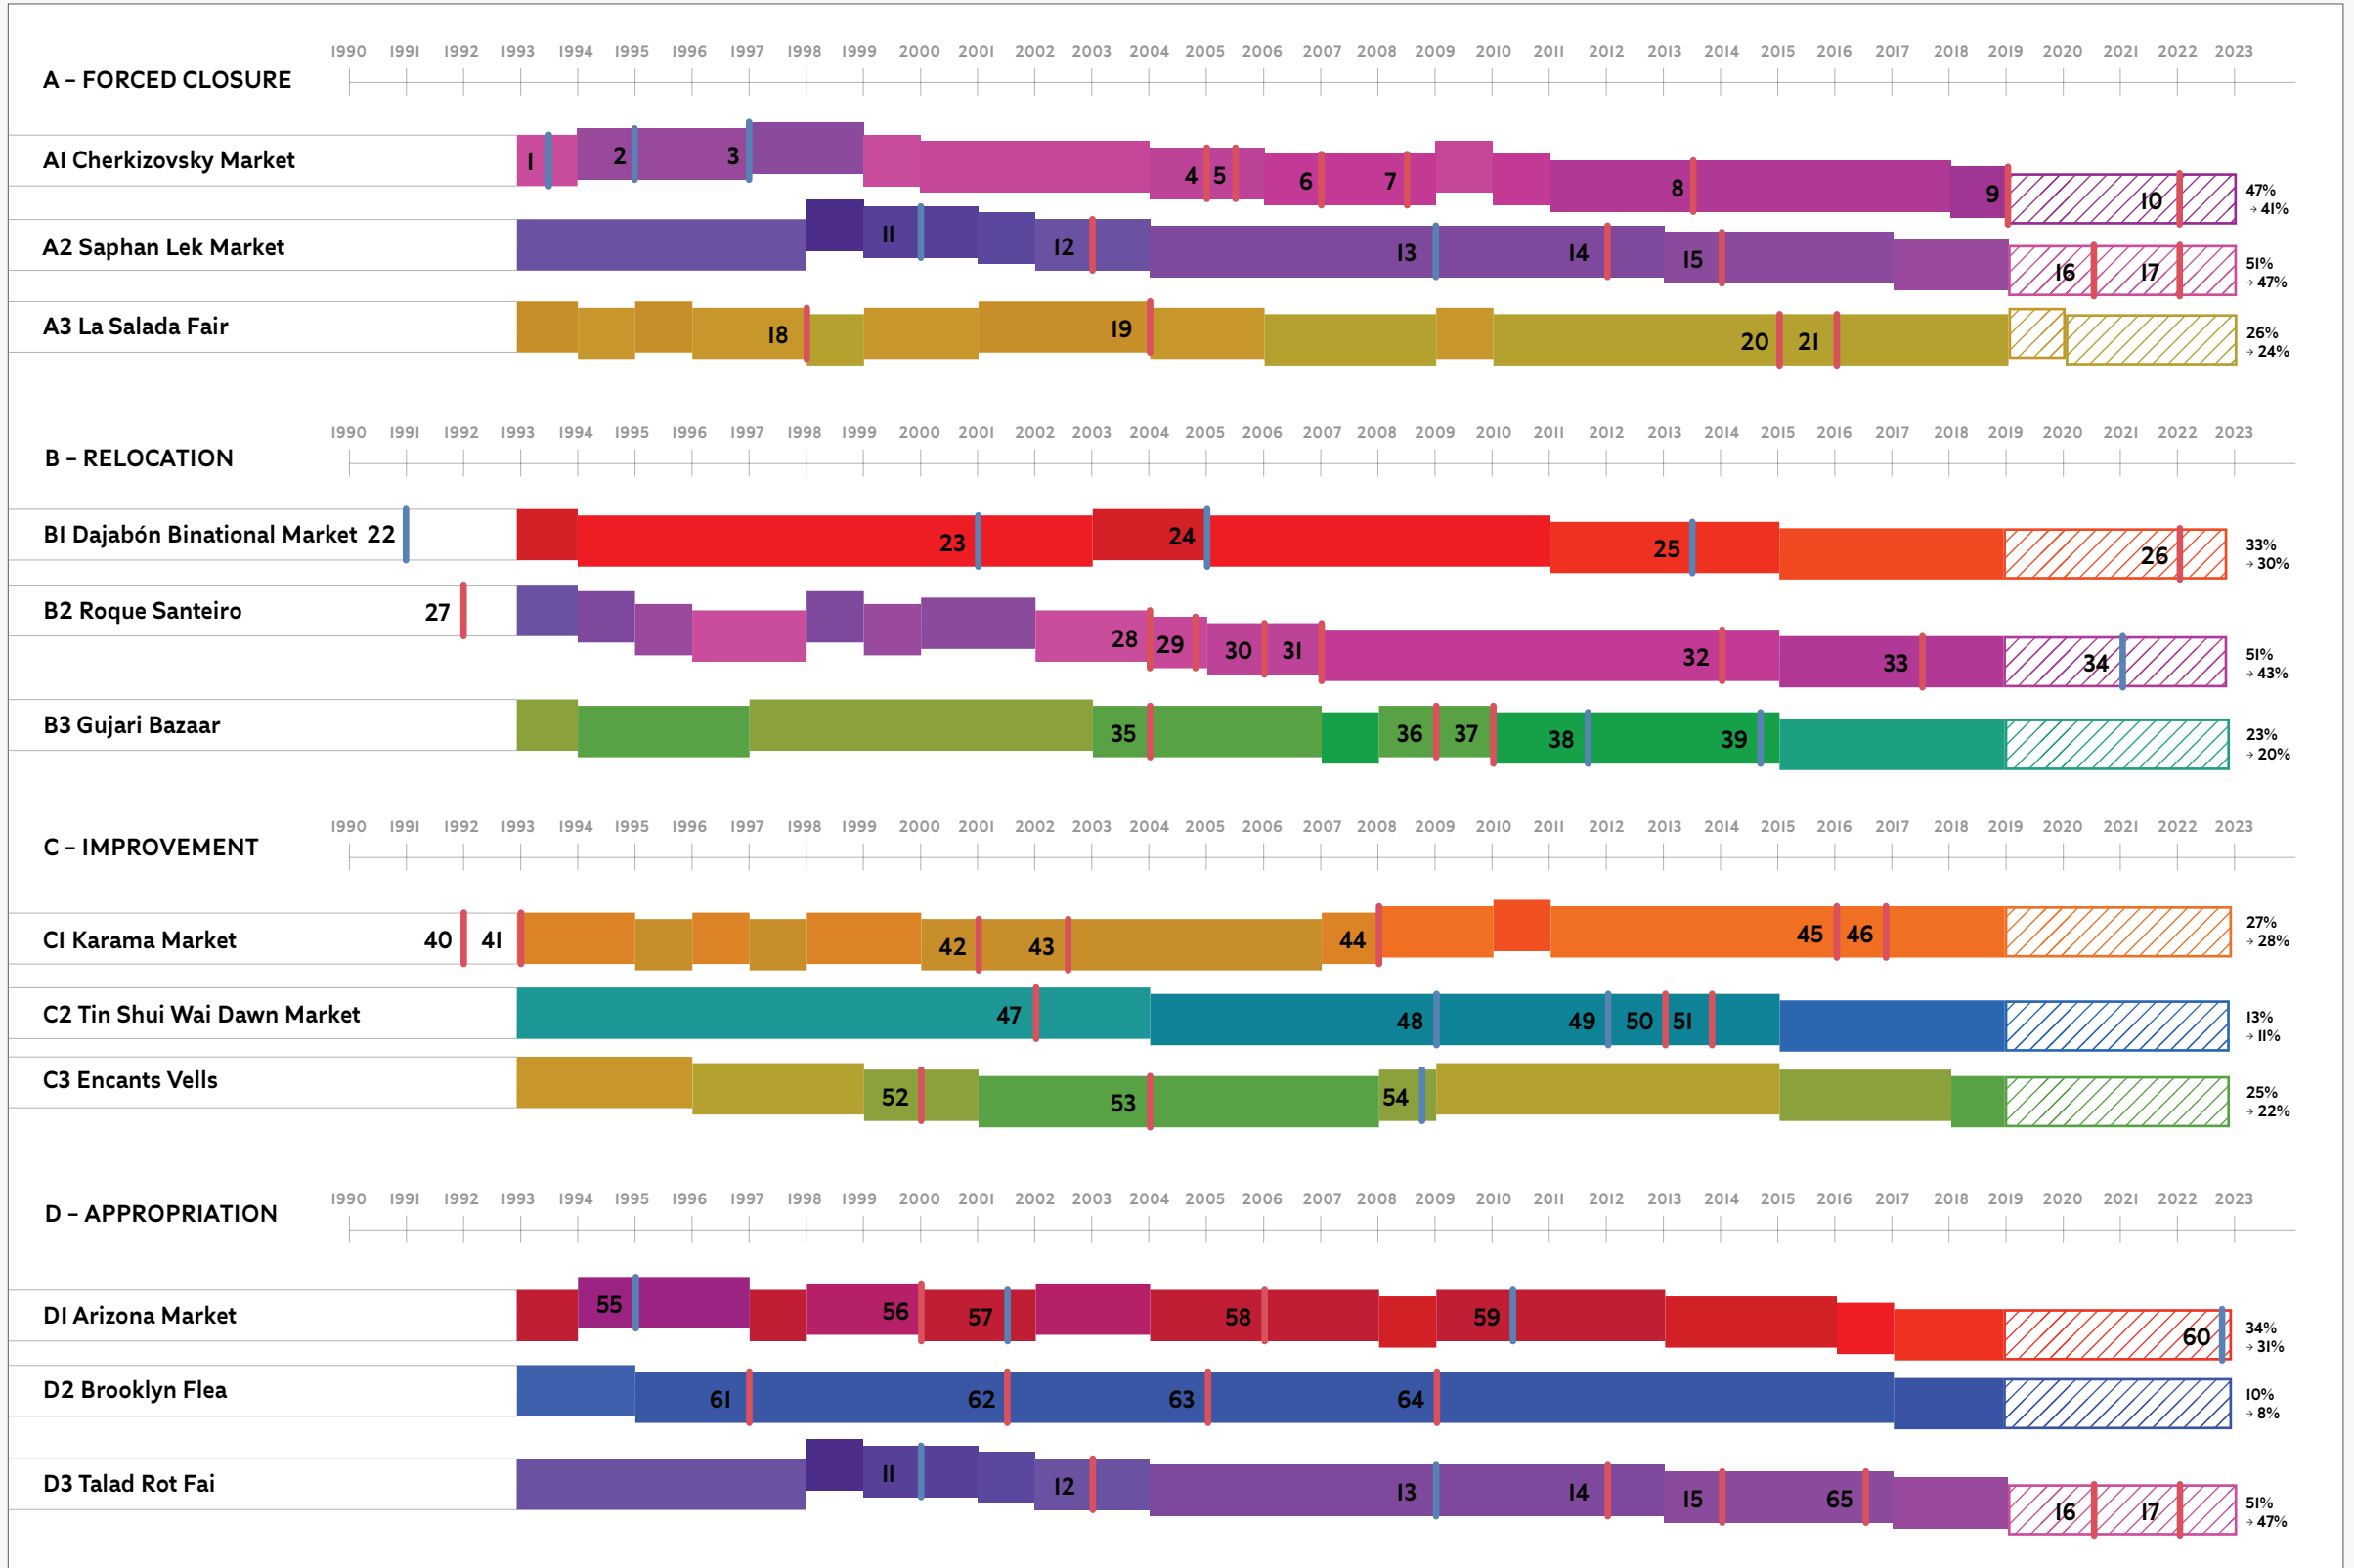 1990 1991 1992 1993 1994 1995 1996 1997 1998 1999 2000 2001 2002 2003 2004 2005 2006 2007 2008 2009 2010 2011 2012 2013 2014 2015 2016 2017 2018 2019 2020 2021 2022 2023
A – FORCED CLOSURE
A1 Cherkizovsky Market 1 2 3 4 5 6 7 8 9 10 47%
→ 41%
A2 Saphan Lek Market 11 12 13 14 15 16 17 51%
→ 47%
A3 La Salada Fair 18 19 20 21 26%
→ 24%
1990 1991 1992 1993 1994 1995 1996 1997 1998 1999 2000 2001 2002 2003 2004 2005 2006 2007 2008 2009 2010 2011 2012 2013 2014 2015 2016 2017 2018 2019 2020 2021 2022 2023
B – RELOCATION
B1 Dajabón Binational Market 22 23 24 25 26 33%
→ 30%
B2 Roque Santeiro 27 28 29 30 31 32 33 34 51%
→ 43%
B3 Gujari Bazaar 35 36 37 38 39 23%
→ 20%
1990 1991 1992 1993 1994 1995 1996 1997 1998 1999 2000 2001 2002 2003 2004 2005 2006 2007 2008 2009 2010 2011 2012 2013 2014 2015 2016 2017 2018 2019 2020 2021 2022 2023
C – IMPROVEMENT
C1 Karama Market 40 41 42 43 44 45 46 27%
→ 28%
C2 Tin Shui Wai Dawn Market 47 48 49 50 51 13%
→ 11%
C3 Encants Vells 52 53 54 25%
→ 22%
1990 1991 1992 1993 1994 1995 1996 1997 1998 1999 2000 2001 2002 2003 2004 2005 2006 2007 2008 2009 2010 2011 2012 2013 2014 2015 2016 2017 2018 2019 2020 2021 2022 2023
D – APPROPRIATION
D1 Arizona Market 55 56 57 58 59 60 34%
→ 31%
D2 Brooklyn Flea 61 62 63 64 10%
→ 8%
D3 Talad Rot Fai 11 12 13 14 15 65 16 17 51%
→ 47%